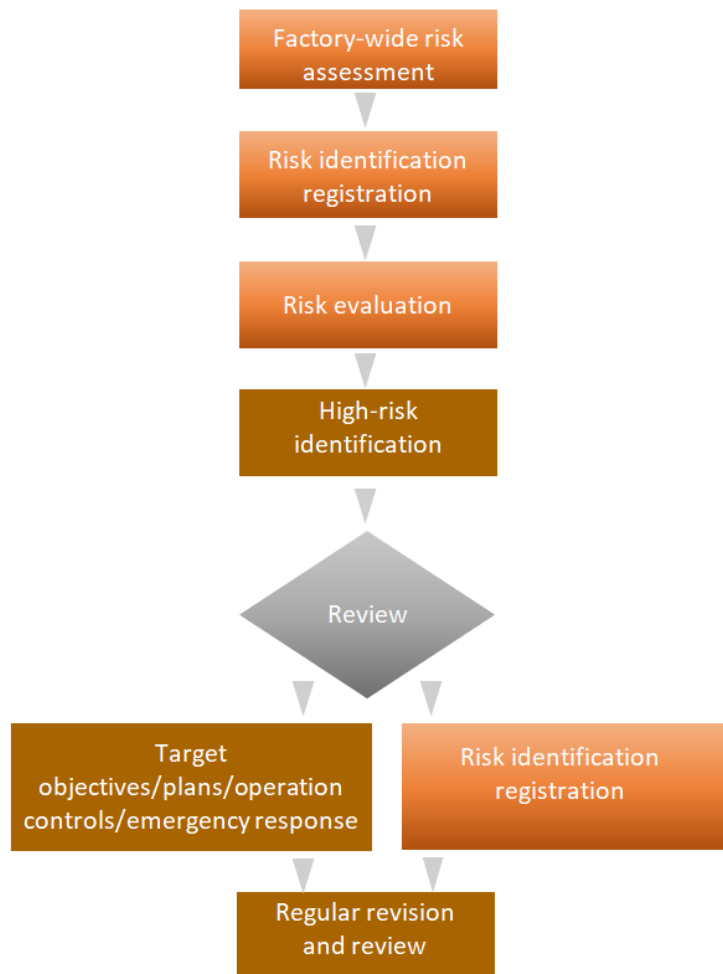 Factory-wide risk
assessment
Risk identification
registration
Risk evaluation
High-risk
identification
Review
Target
objectives/plans/operation
controls/emergency response
Risk identification
registration
Regular revision
and review